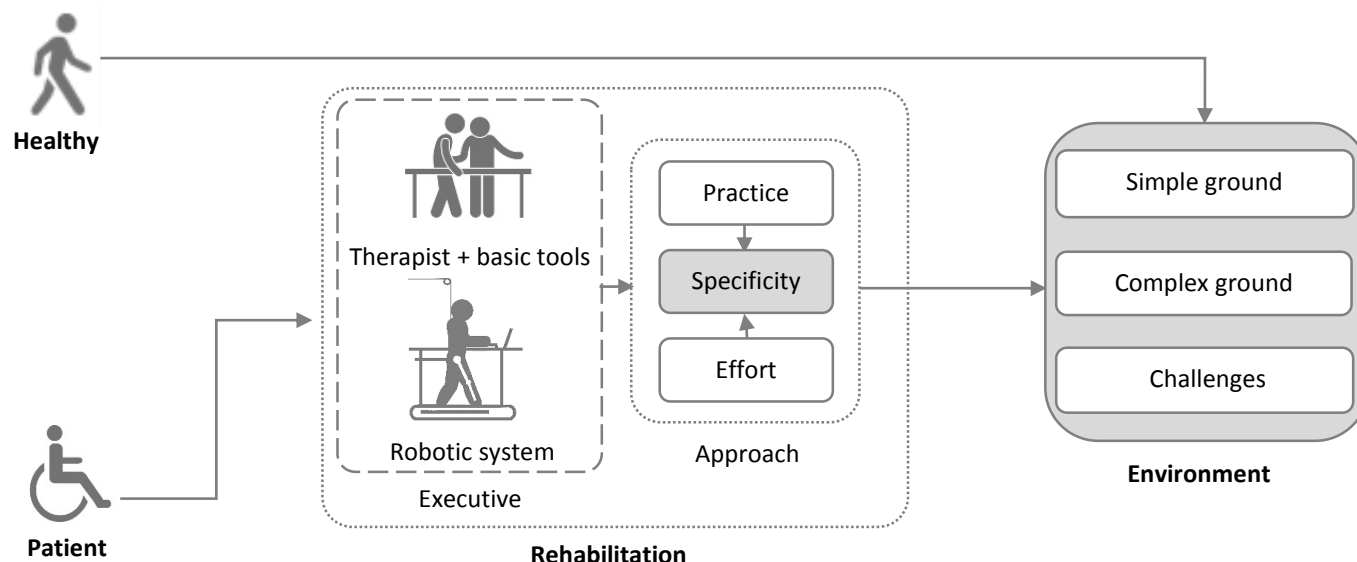 Healthy
Therapist + basic tools
Robotic system
Executive
Practice
Specificity
Effort
Approach
Rehabilitation
Simple ground
Complex ground
Challenges
Environment
Patient